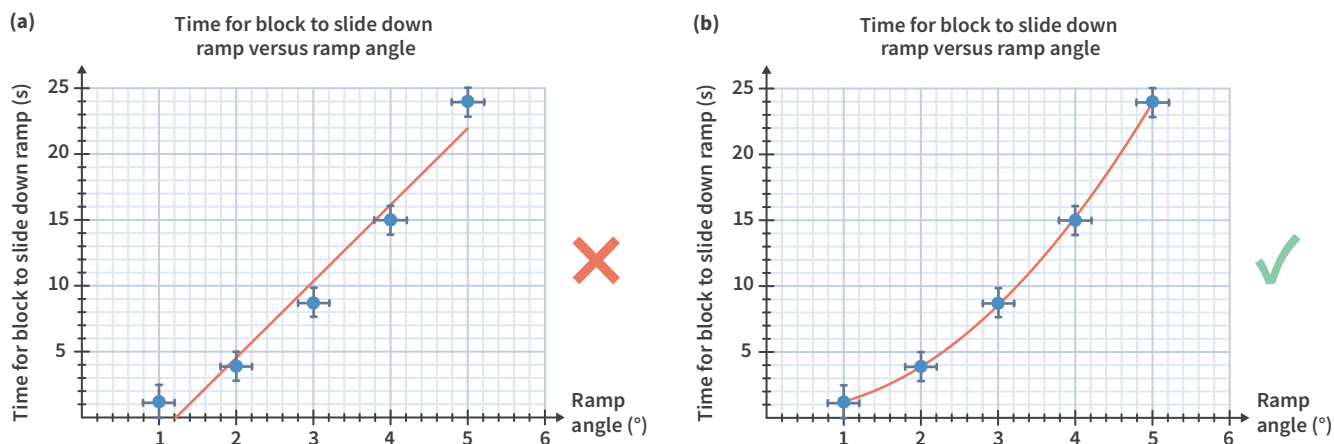 (a)
Time for block to slide down
ramp versus ramp angle
Time for block to slide down ramp (s)
25
20
15
10
5
1 2 3 4 5 6
Ramp
angle (°)
(b)
Time for block to slide down
ramp versus ramp angle
Time for block to slide down ramp (s)
25
20
15
10
5
1 2 3 4 5 6
Ramp
angle (°)